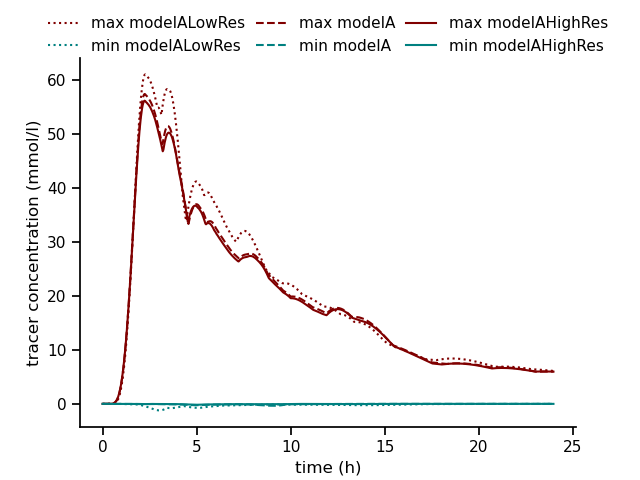 max modelALowRes max modelA max modelAHighRes
min modelALowRes min modelA min modelAHighRes
60
50
40
30
20
10
0
tracer concentration (mmol/l)
0 5 10 15 20 25
time (h)